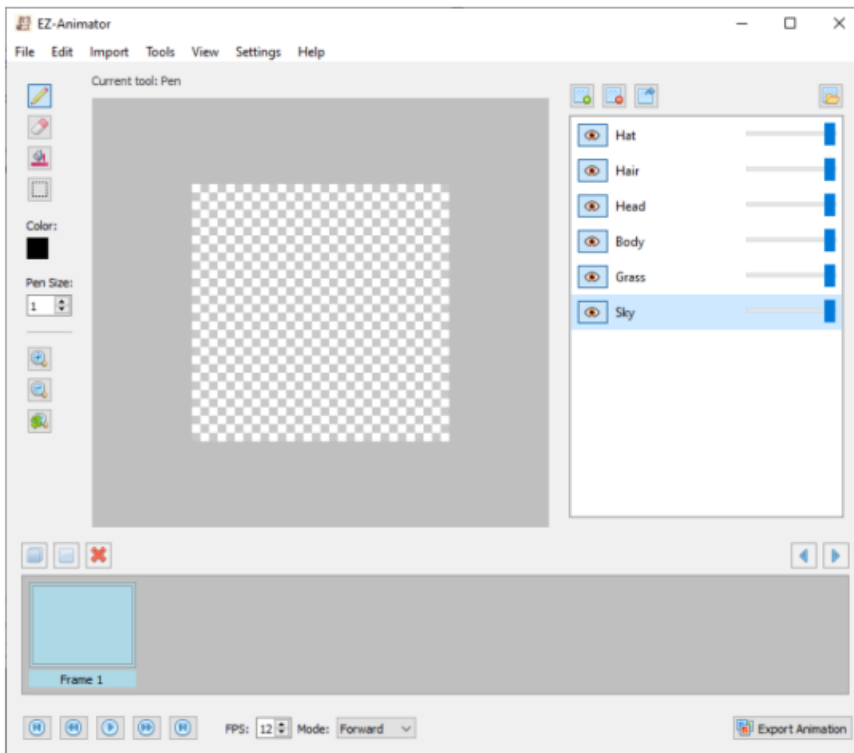 EZ-Animator
File Edit Import Tools View Settings Help
Current tool: Pen
Hat
Hair
Head
Color:
Body
Pen Size:
Grass
1
Sky
Frame 1
FPS: 12 Mode: Forward Export Animation